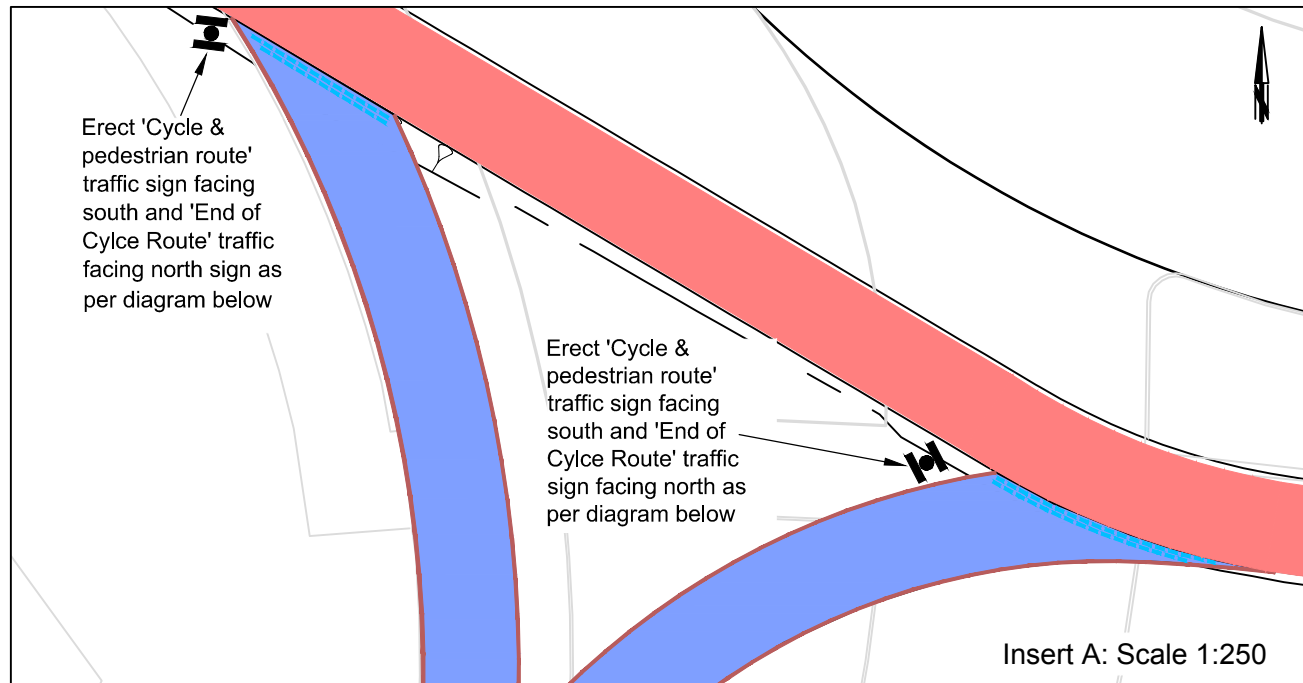 Erect 'Cycle &
pedestrian route'
traffic sign facing
south and 'End of
Cylce Route' traffic
facing north sign as
per diagram below
Erect 'Cycle &
pedestrian route'
traffic sign facing
south and 'End of
Cylce Route' traffic
sign facing north as
per diagram below
N
Insert A: Scale 1:250